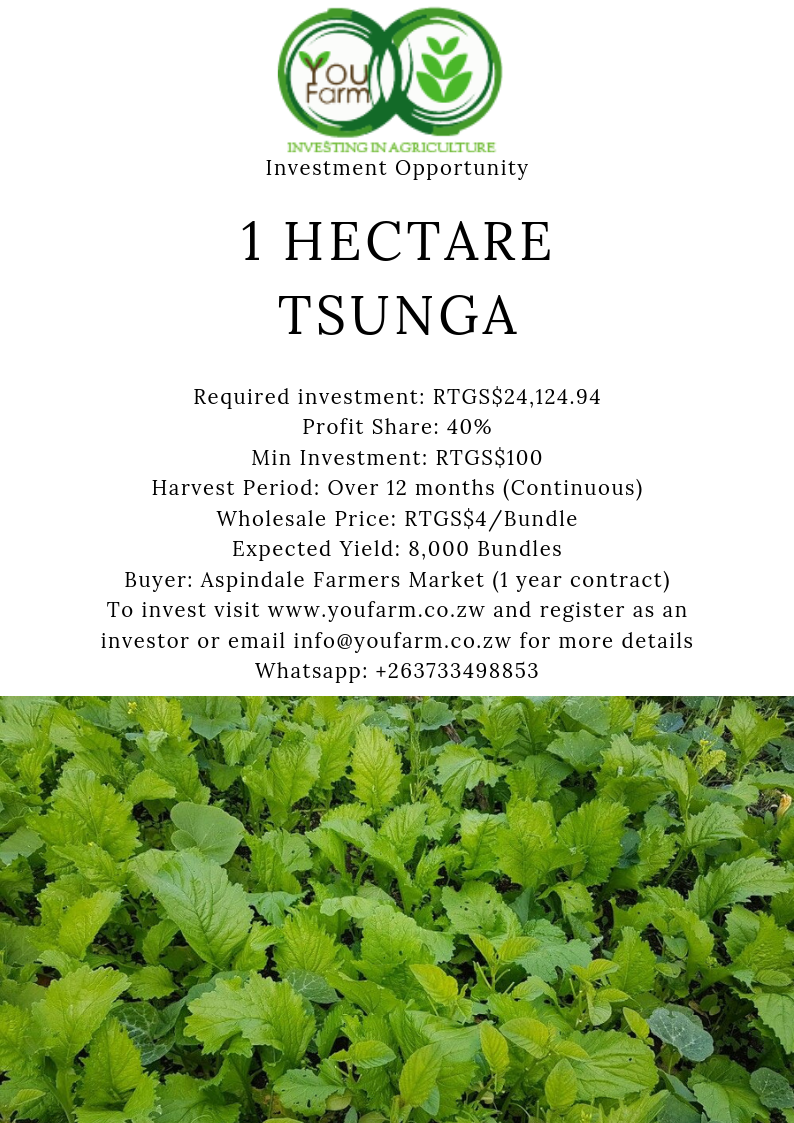 You
Farm
INVESTING IN AGRICULTURE
Investment Opportunity
1 HECTARE
TSUNGA
Required investment: RTGS$24,124.94
Profit Share: 40%
Min Investment: RTGS$100
Harvest Period: Over 12 months (Continuous)
Wholesale Price: RTGS$4/Bundle
Expected Yield: 8,000 Bundles
Buyer: Aspindale Farmers Market (1 year contract)
To invest visit www.youfarm.co.zw and register as an
investor or email info@youfarm.co.zw for more details
Whatsapp: +263733498853